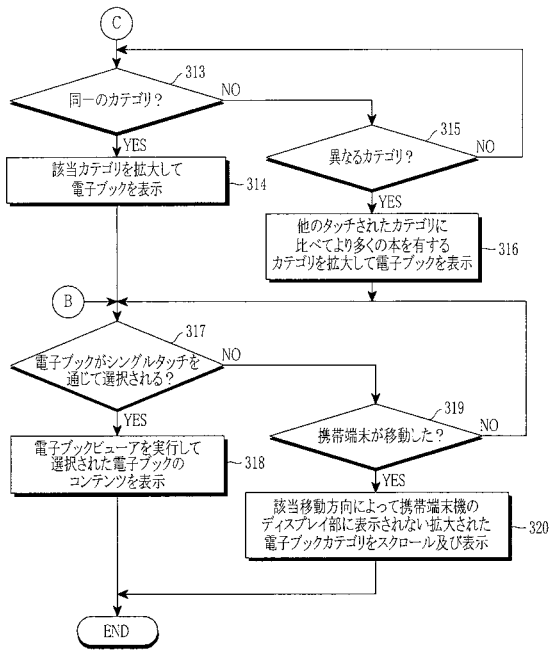 C
313
同一のカテゴリ？
NO
YES
315
異なるカテゴリ？
NO
YES
該当カテゴリを拡大して
電子ブックを表示
314
他のタッチされたカテゴリに
比べてより多くの本を有する
カテゴリを拡大して電子ブックを表示
316
B
317
電子ブックがシングルタッチを
通じて選択される？
NO
YES
319
携帯端末が移動した？
NO
YES
電子ブックビューアを実行して
選択された電子ブックの
コンテンツを表示
318
該当移動方向によって携帯端末機の
ディスプレイ部に表示されない拡大された
電子ブックカテゴリをスクロール及び表示
320
END